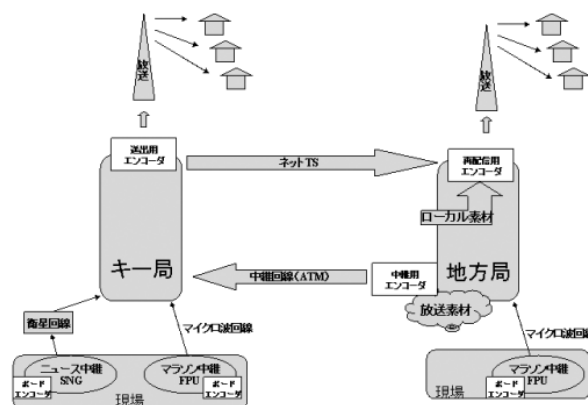 放送
放送
送出用
エンコーダ
ネットTS
再配信用
エンコーダ
ローカル素材
キー局
中継回線(ATM)
中継用
エンコーダ
地方局
放送素材
衛星回線
マイクロ波回線
マイクロ波回線
ニュース中継
SNG
ボード
エンコーダ
マラソン中継
FPU
ボード
エンコーダ
現場
マラソン中継
FPU
ボード
エンコーダ
現場